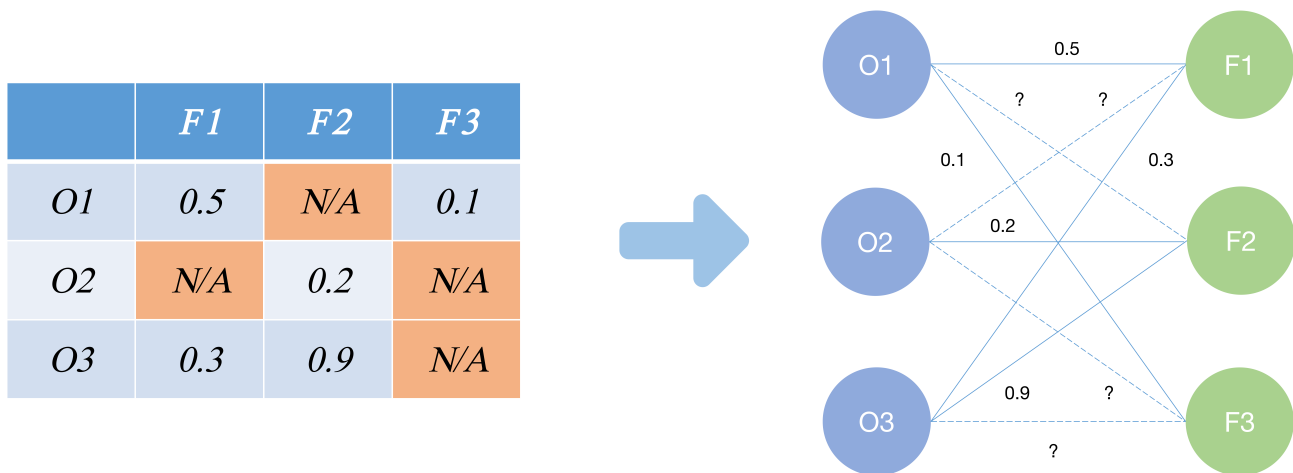 F1 F2 F3
O1 0.5 N/A 0.1
O2 N/A 0.2 N/A
O3 0.3 0.9 N/A
O1 0.5 F1
? ?
0.1 0.3
O2 0.2 F2
0.9 ?
O3 F3
?